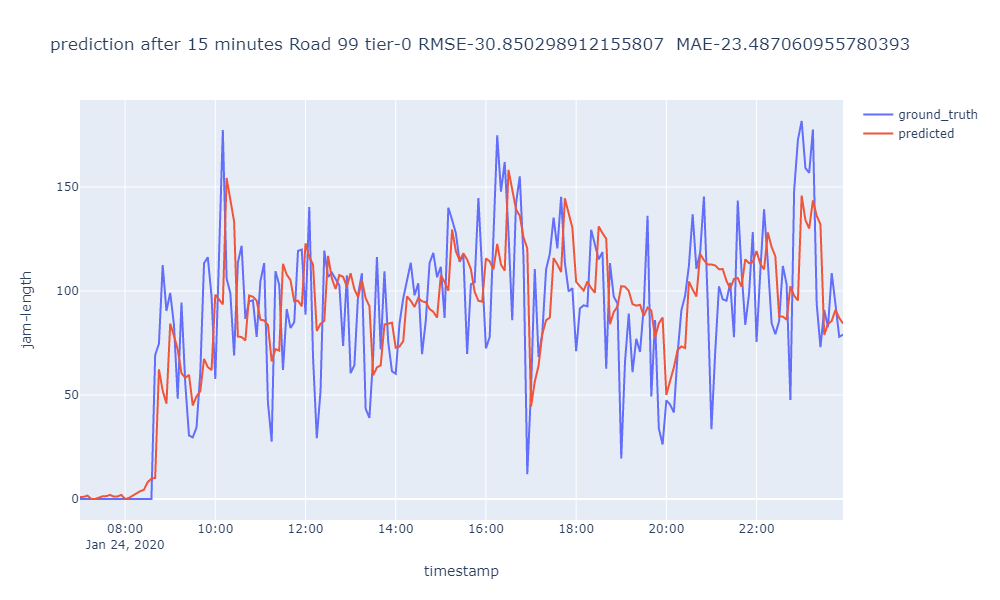 prediction after 15 minutes Road 99 tier-0 RMSE-30.850298912155807  MAE-23.487060955780393
ground_truth
predicted
150
100
50
0
jam-length
08:00 10:00 12:00 14:00 16:00 18:00 20:00 22:00
Jan 24, 2020
timestamp